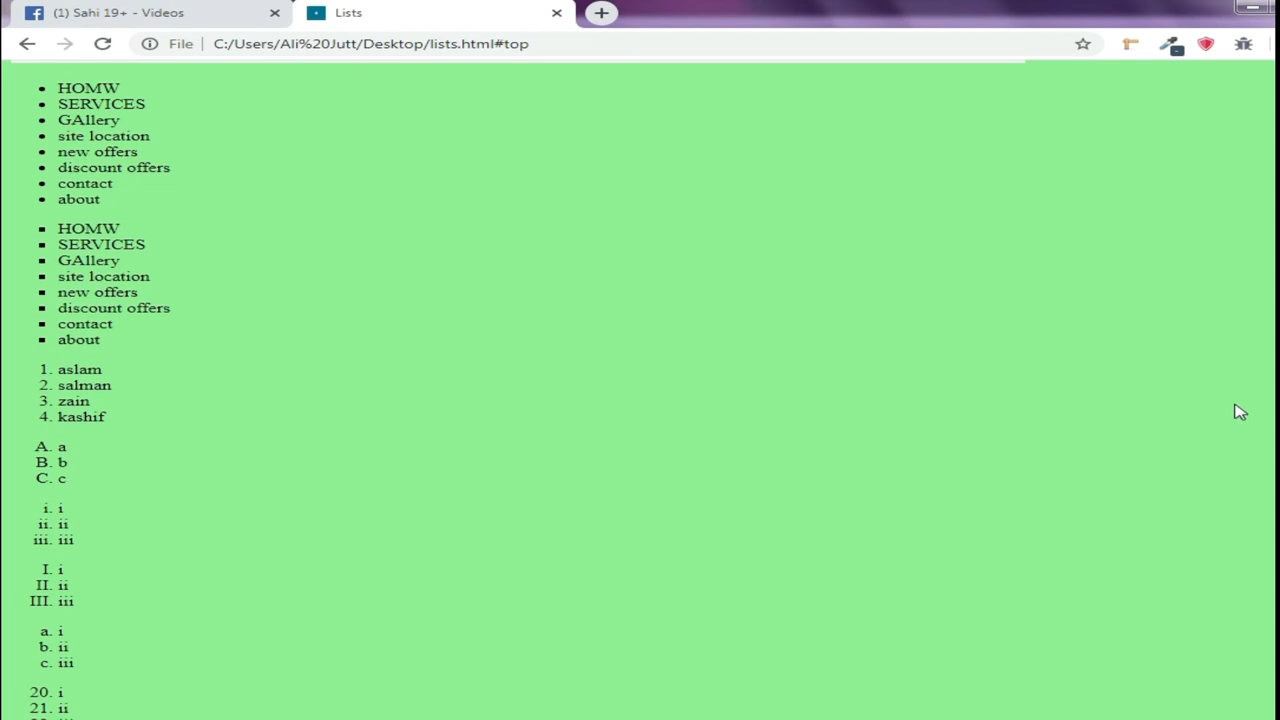 (1) Sahi 19+ - Videos
Lists
File
C:/Users/Ali%20Jutt/Desktop/lists.html#top
• HOMW
• SERVICES
• GAllery
• site location
• new offers
• discount offers
• contact
• about
▪ HOMW
▪ SERVICES
▪ GAllery
▪ site location
▪ new offers
▪ discount offers
▪ contact
▪ about
1. aslam
2. salman
3. zain
4. kashif
A. a
B. b
C. c
i. i
ii. ii
iii. iii
I. i
II. ii
III. iii
a. i
b. ii
c. iii
20. i
21. ii